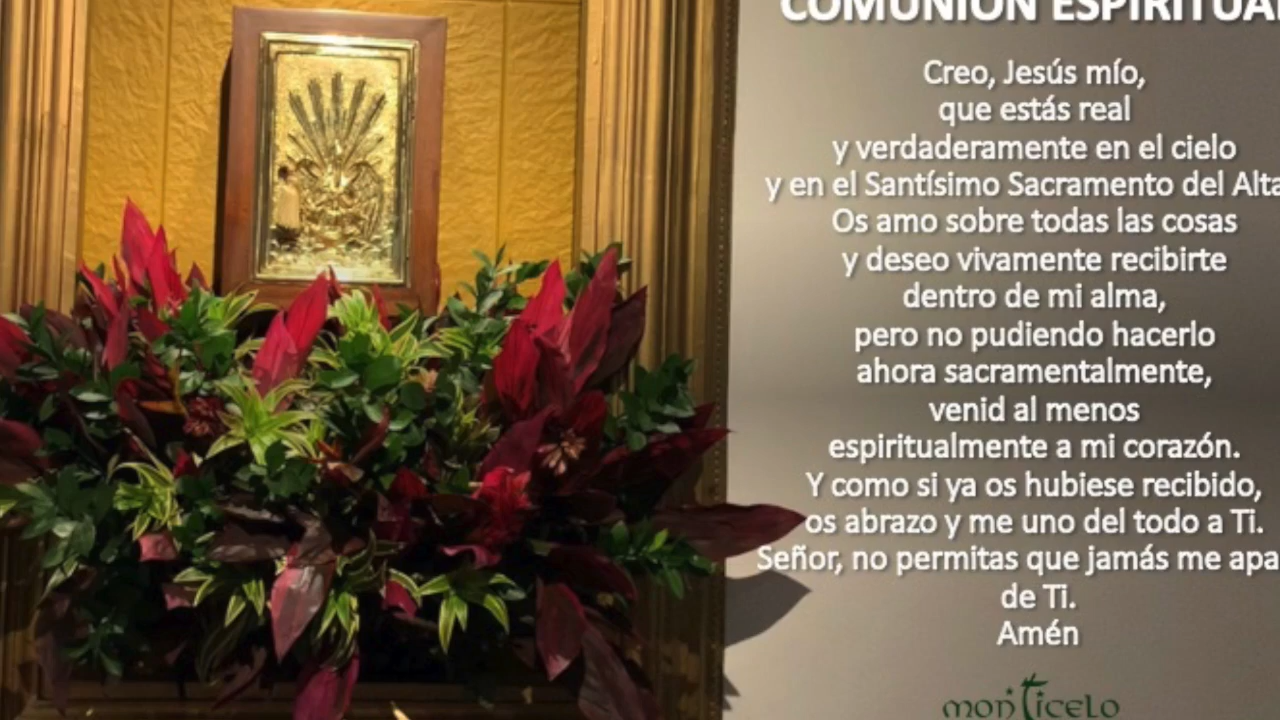 COMUNIÓN ESPIRITUA
Creo, Jesús mío,
que estás real
y verdaderamente en el cielo
y en el Santísimo Sacramento del Alta
Os amo sobre todas las cosas
y deseo vivamente recibirte
dentro de mi alma,
pero no pudiendo hacerlo
ahora sacramentalmente,
venid al menos
espiritualmente a mi corazón.
Y como si ya os hubiese recibido,
os abrazo y me uno del todo a Ti.
Señor, no permitas que jamás me apa
de Ti.
Amén
monticelo